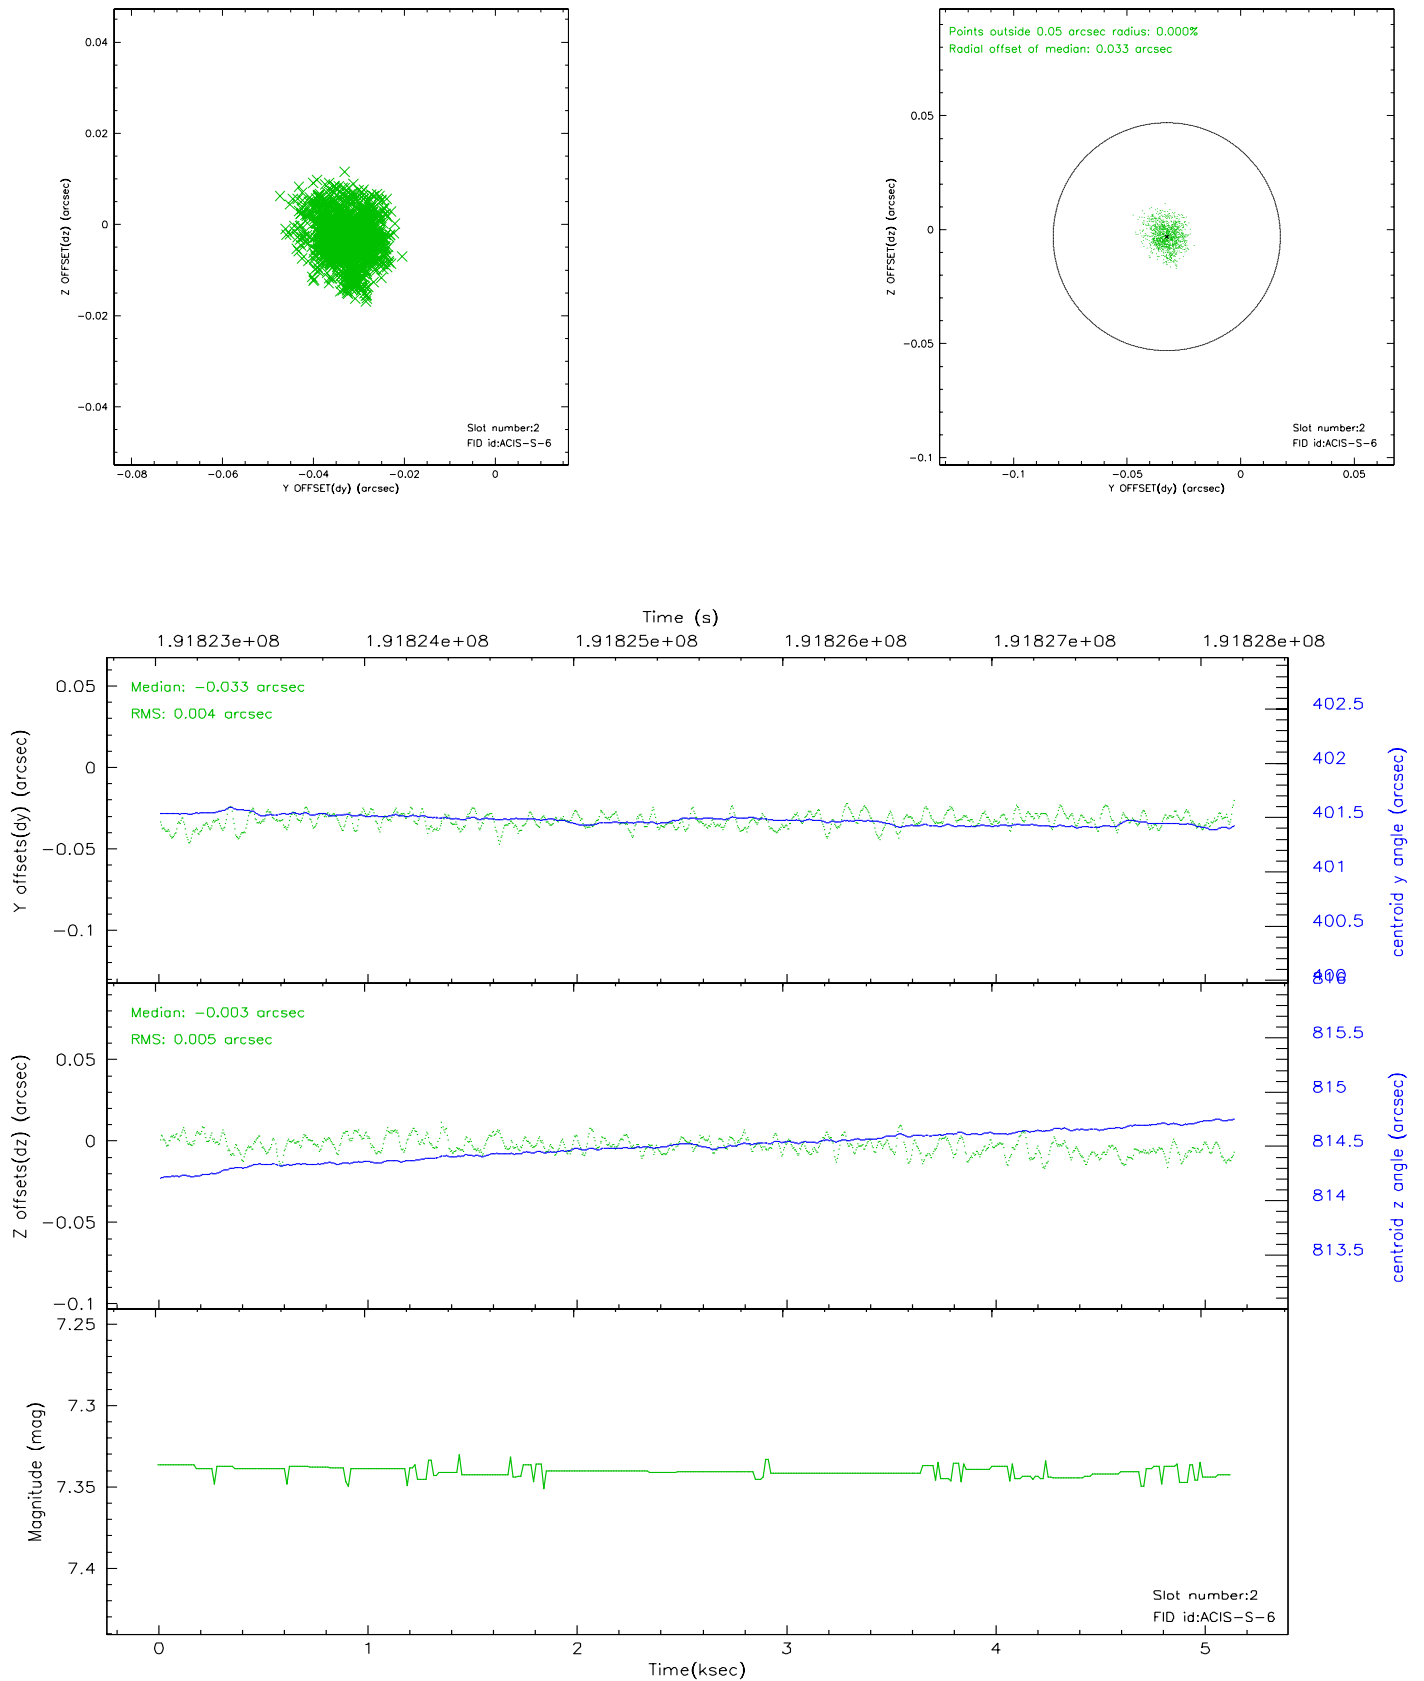 0.04
0.02
0
−0.02
−0.04
Z OFFSET(dz) (arcsec)
Slot number:2
FID id:ACIS−S−6
−0.08 −0.06 −0.04 −0.02 0
Y OFFSET(dy) (arcsec)
Points outside 0.05 arcsec radius: 0.000%
Radial offset of median: 0.033 arcsec
0.05
0
−0.05
−0.1
Z OFFSET(dz) (arcsec)
Slot number:2
FID id:ACIS−S−6
−0.1 −0.05 0 0.05
Y OFFSET(dy) (arcsec)
Time (s)
1.91823e+08 1.91824e+08 1.91825e+08 1.91826e+08 1.91827e+08 1.91828e+08
Median: −0.033 arcsec
RMS: 0.004 arcsec
0.05
0
−0.05
−0.1
Y offsets(dy) (arcsec)
402.5
402
401.5
401
400.5
400
centroid y angle (arcsec)
Median: −0.003 arcsec
RMS: 0.005 arcsec
0.05
0
−0.05
−0.1
Z offsets(dz) (arcsec)
816
815.5
815
814.5
814
813.5
centroid z angle (arcsec)
7.25
7.3
7.35
7.4
Magnitude (mag)
Slot number:2
FID id:ACIS−S−6
0 1 2 3 4 5
Time(ksec)